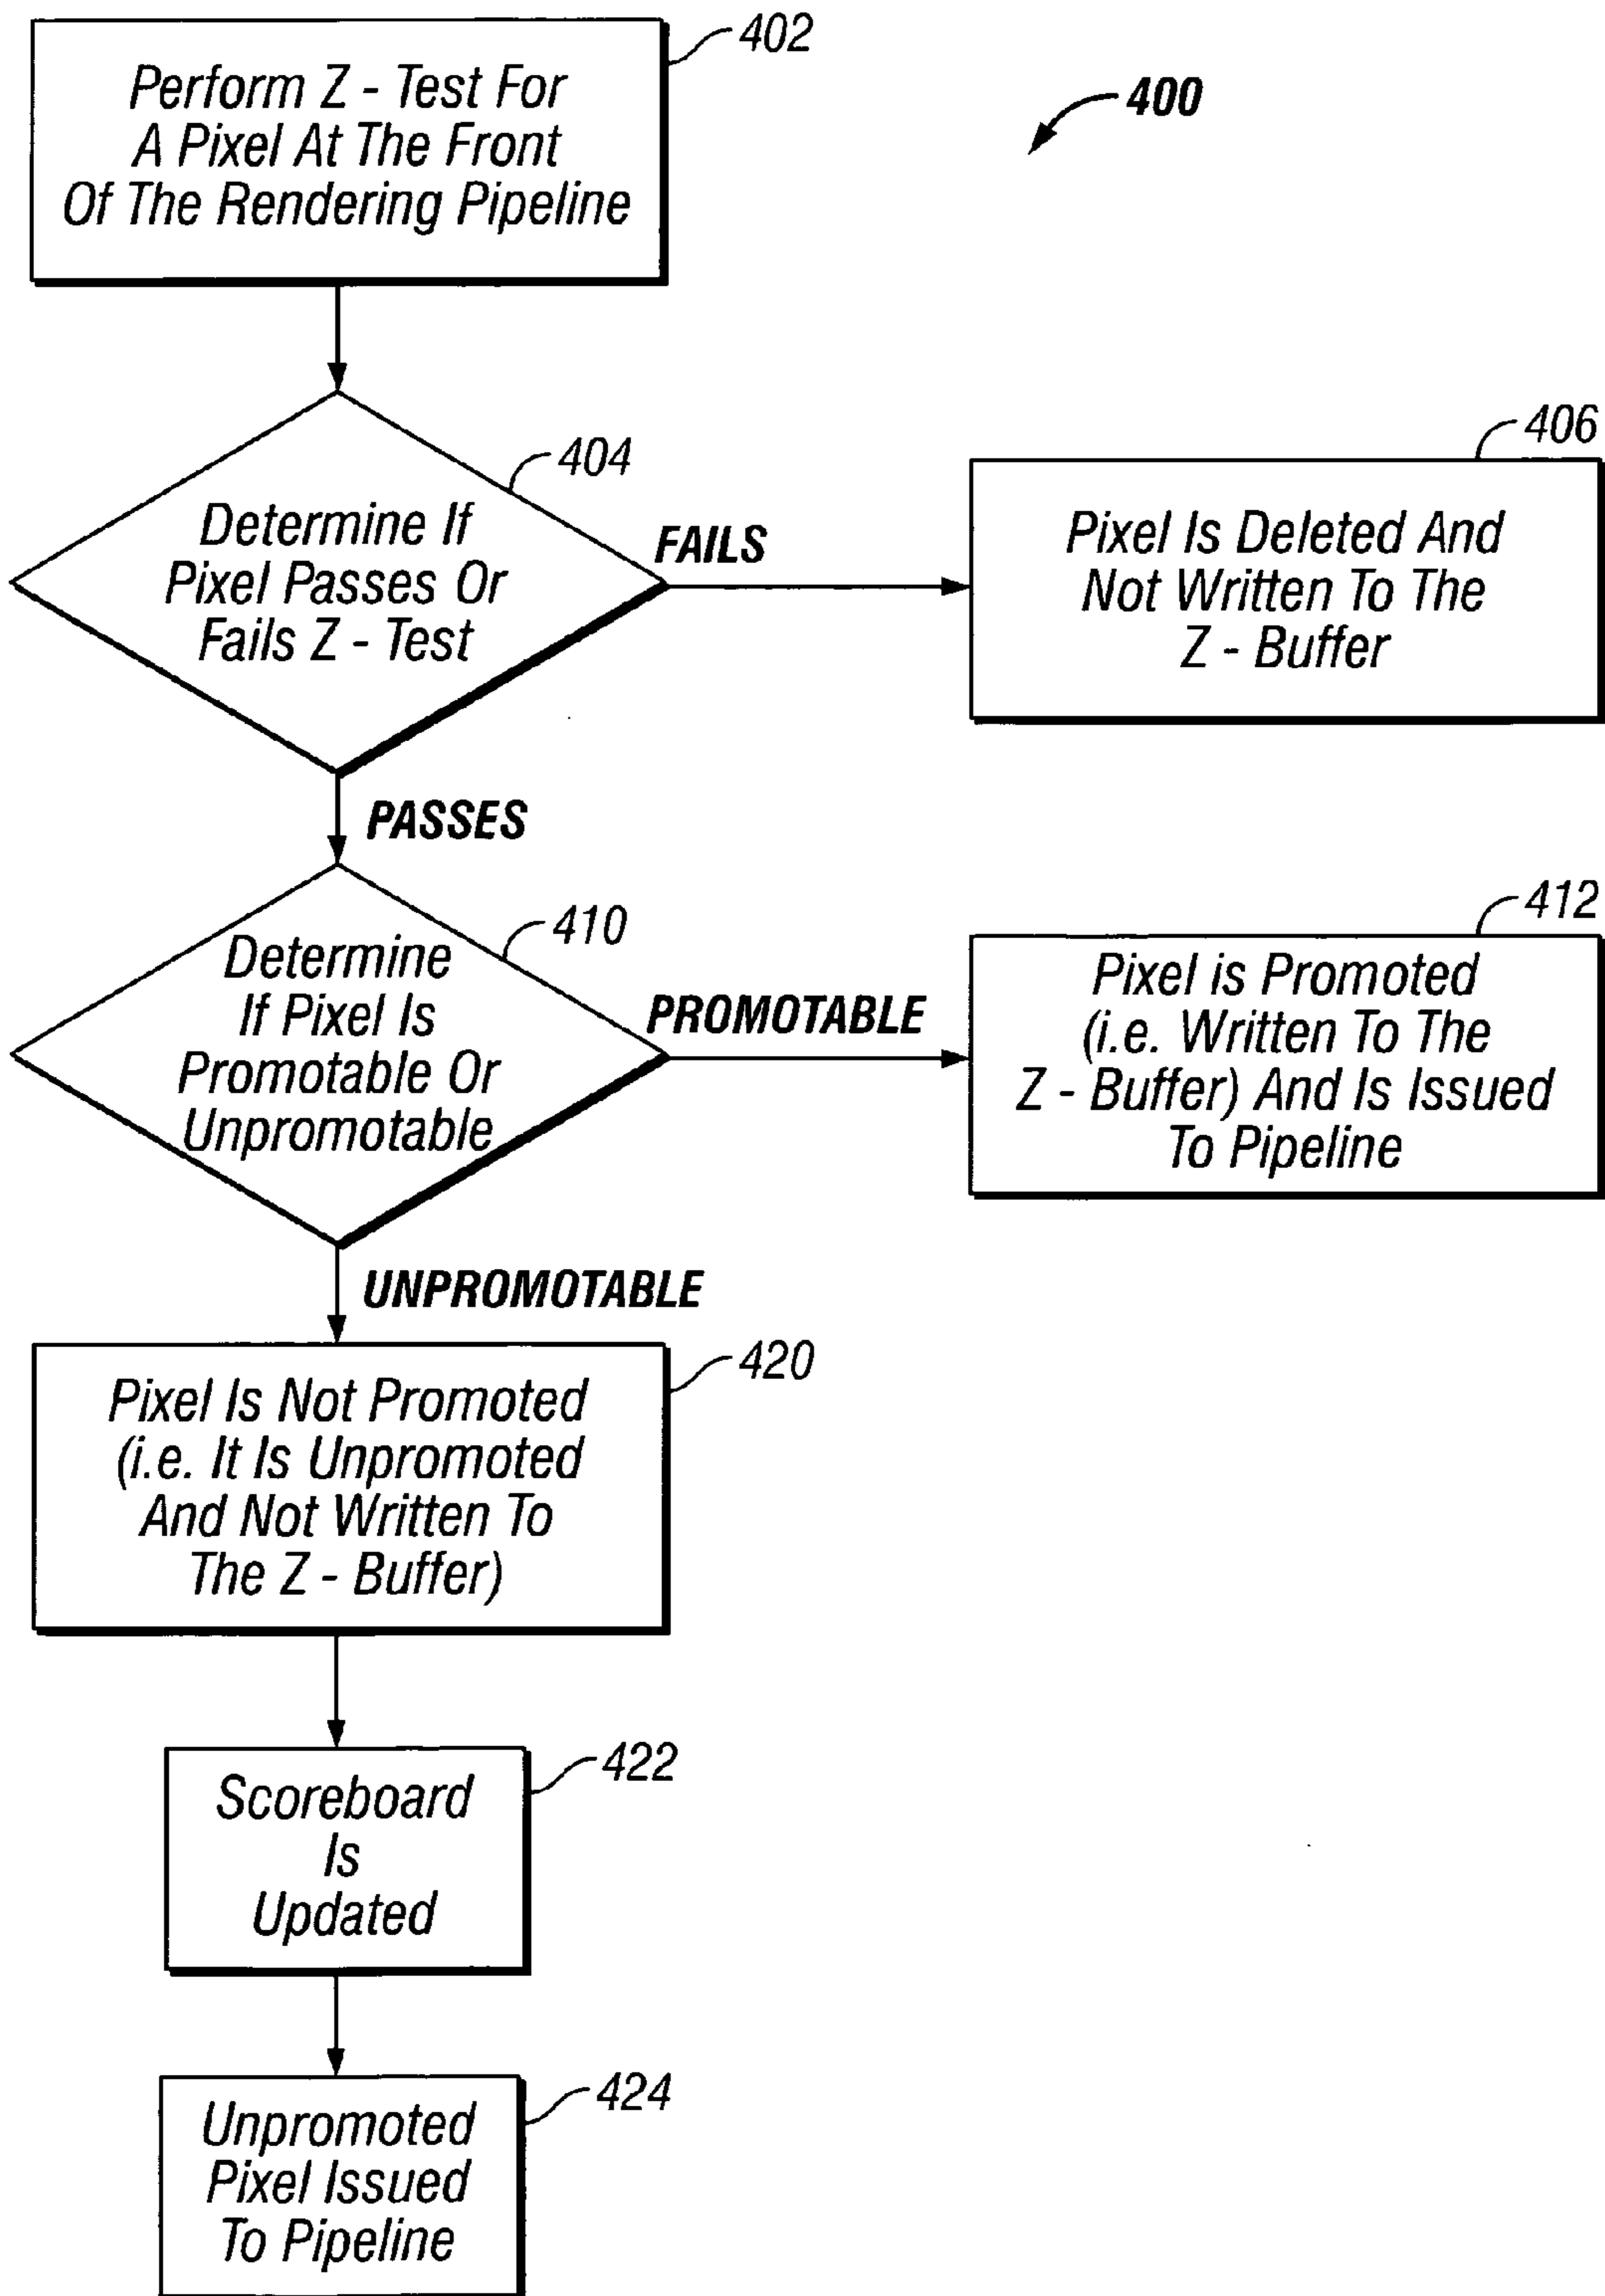 402
Perform Z - Test For
A Pixel At The Front
Of The Rendering Pipeline
400
404
Determine If
Pixel Passes Or
Fails Z - Test
FAILS
406
Pixel Is Deleted And
Not Written To The
Z - Buffer
PASSES
410
Determine
If Pixel Is
Promotable Or
Unpromotable
PROMOTABLE
412
Pixel is Promoted
(i.e. Written To The
Z - Buffer) And Is Issued
To Pipeline
UNPROMOTABLE
420
Pixel Is Not Promoted
(i.e. It Is Unpromoted
And Not Written To
The Z - Buffer)
422
Scoreboard
Is
Updated
424
Unpromoted
Pixel Issued
To Pipeline